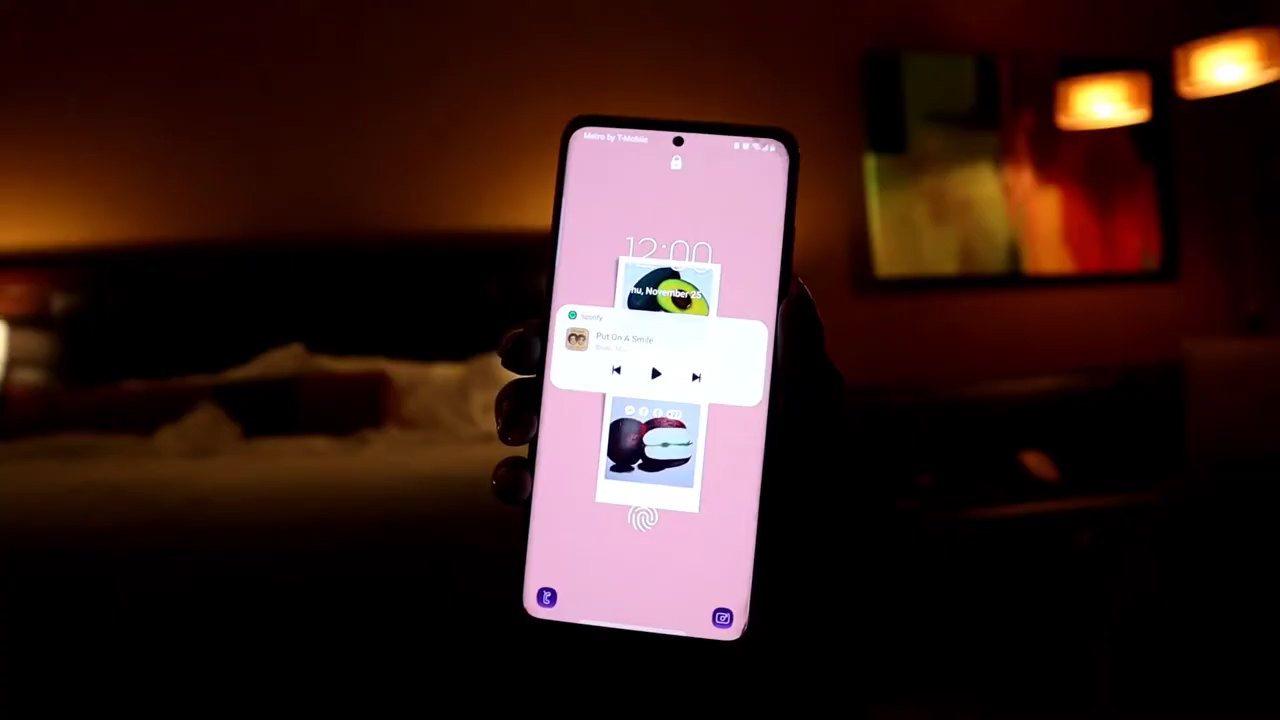 Metro by T-Mobile
12:00
hu, November 25
Spotify
Put On A Smile